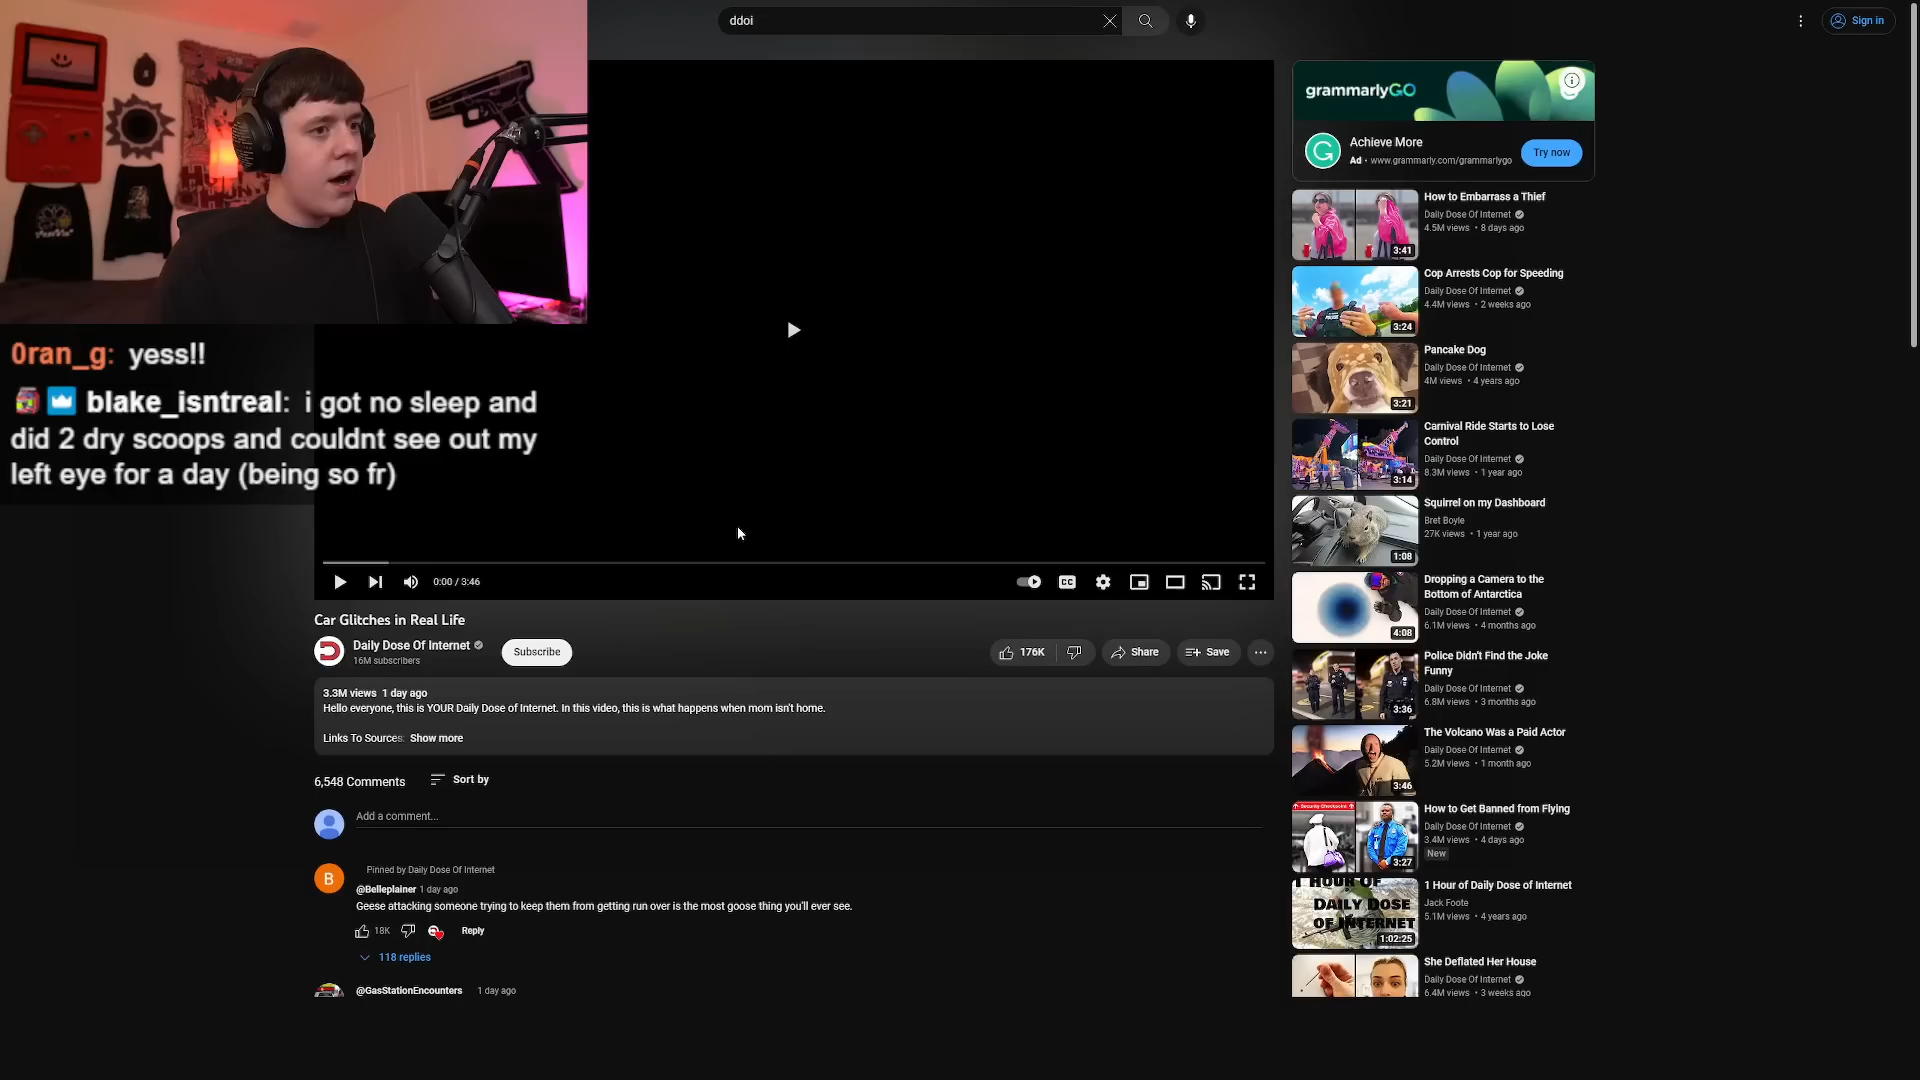 ddoi
Sign in
0ran_g: yess!!
blake_isntreal: i got no sleep and
did 2 dry scoops and couldnt see out my
left eye for a day (being so fr)
0:00 / 3:46
CC
Car Glitches in Real Life
Daily Dose Of Internet
16M subscribers
Subscribe
176K
Share
Save
3.3M views 1 day ago
Hello everyone, this is YOUR Daily Dose of Internet. In this video, this is what happens when mom isn't home.
Links To Sources: Show more
6,548 Comments
Sort by
Add a comment...
B
Pinned by Daily Dose Of Internet
@Belleplainer 1 day ago
Geese attacking someone trying to keep them from getting run over is the most goose thing you'll ever see.
18K
Reply
118 replies
@GasStationEncounters 1 day ago
grammarlyGO
G
Achieve More
Ad • www.grammarly.com/grammarlygo
Try now
3:41
How to Embarrass a Thief
Daily Dose Of Internet
4.5M views • 8 days ago
3:24
Cop Arrests Cop for Speeding
Daily Dose Of Internet
4.4M views • 2 weeks ago
3:21
Pancake Dog
Daily Dose Of Internet
4M views • 4 years ago
3:14
Carnival Ride Starts to Lose
Control
Daily Dose Of Internet
8.3M views • 1 year ago
1:08
Squirrel on my Dashboard
Bret Boyle
27K views • 1 year ago
4:08
Dropping a Camera to the
Bottom of Antarctica
Daily Dose Of Internet
6.1M views • 4 months ago
3:36
Police Didn't Find the Joke
Funny
Daily Dose Of Internet
6.8M views • 3 months ago
3:46
The Volcano Was a Paid Actor
Daily Dose Of Internet
5.2M views • 1 month ago
Security Checkpoint
3:27
How to Get Banned from Flying
Daily Dose Of Internet
3.4M views • 4 days ago
New
1 HOUR OF
DAILY DOSE
OF INTERNET
1:02:25
1 Hour of Daily Dose of Internet
Jack Foote
5.1M views • 4 years ago
She Deflated Her House
Daily Dose Of Internet
6.4M views • 3 weeks ago